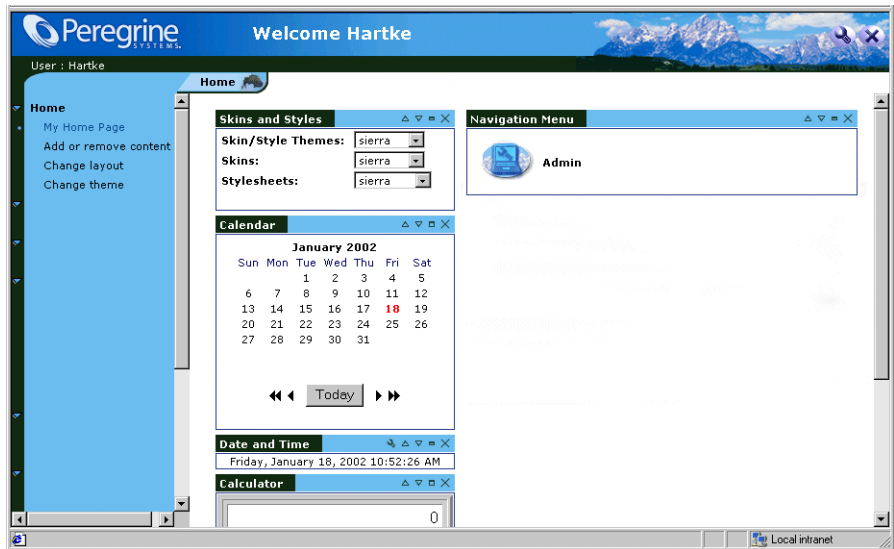 Peregrine
SYSTEMS.
Welcome Hartke
User : Hartke
Home
Home
My Home Page
Add or remove content
Change layout
Change theme
Skins and Styles
Skin/Style Themes: sierra
Skins: sierra
Stylesheets: sierra
Navigation Menu
Admin
Calendar
January 2002
Sun Mon Tue Wed Thu Fri Sat
1 2 3 4 5
6 7 8 9 10 11 12
13 14 15 16 17 18 19
20 21 22 23 24 25 26
27 28 29 30 31
Today
Date and Time
Friday, January 18, 2002 10:52:26 AM
Calculator
0
Local intranet